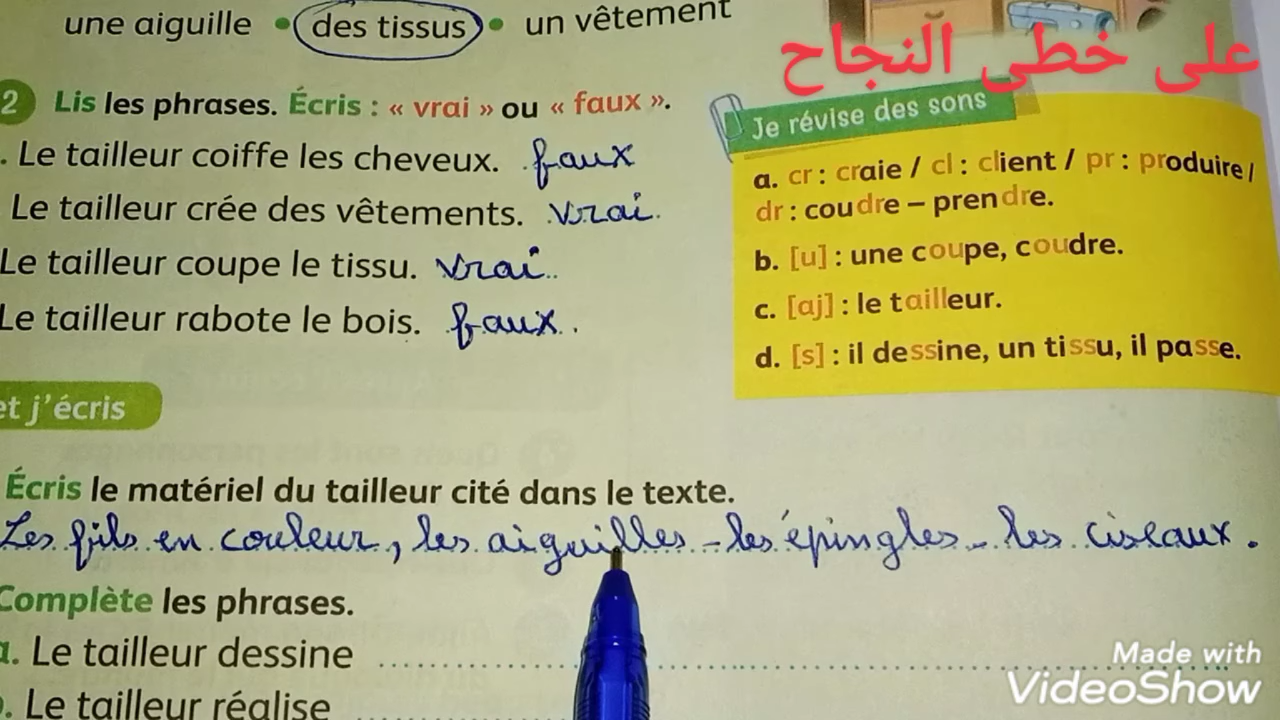 une aiguille • des tissus • un vêtement
على خطى النجاح
2 Lis les phrases. Écris : « vrai » ou « faux ».
. Le tailleur coiffe les cheveux. faux
Le tailleur crée des vêtements. vrai.
Le tailleur coupe le tissu. vrai..
Le tailleur rabote le bois. faux..
Je révise des sons
a. cr : craie / cl : client / pr : produire /
dr : coudre – prendre.
b. [u] : une coupe, coudre.
c. [aj] : le tailleur.
d. [s] : il dessine, un tissu, il passe.
et j'écris
Écris le matériel du tailleur cité dans le texte.
Les fils en couleur, les aiguilles - les épingles - les ciseaux.
Complète les phrases.
a. Le tailleur dessine ..........
. Le tailleur réalise ..........
Made with
VideoShow